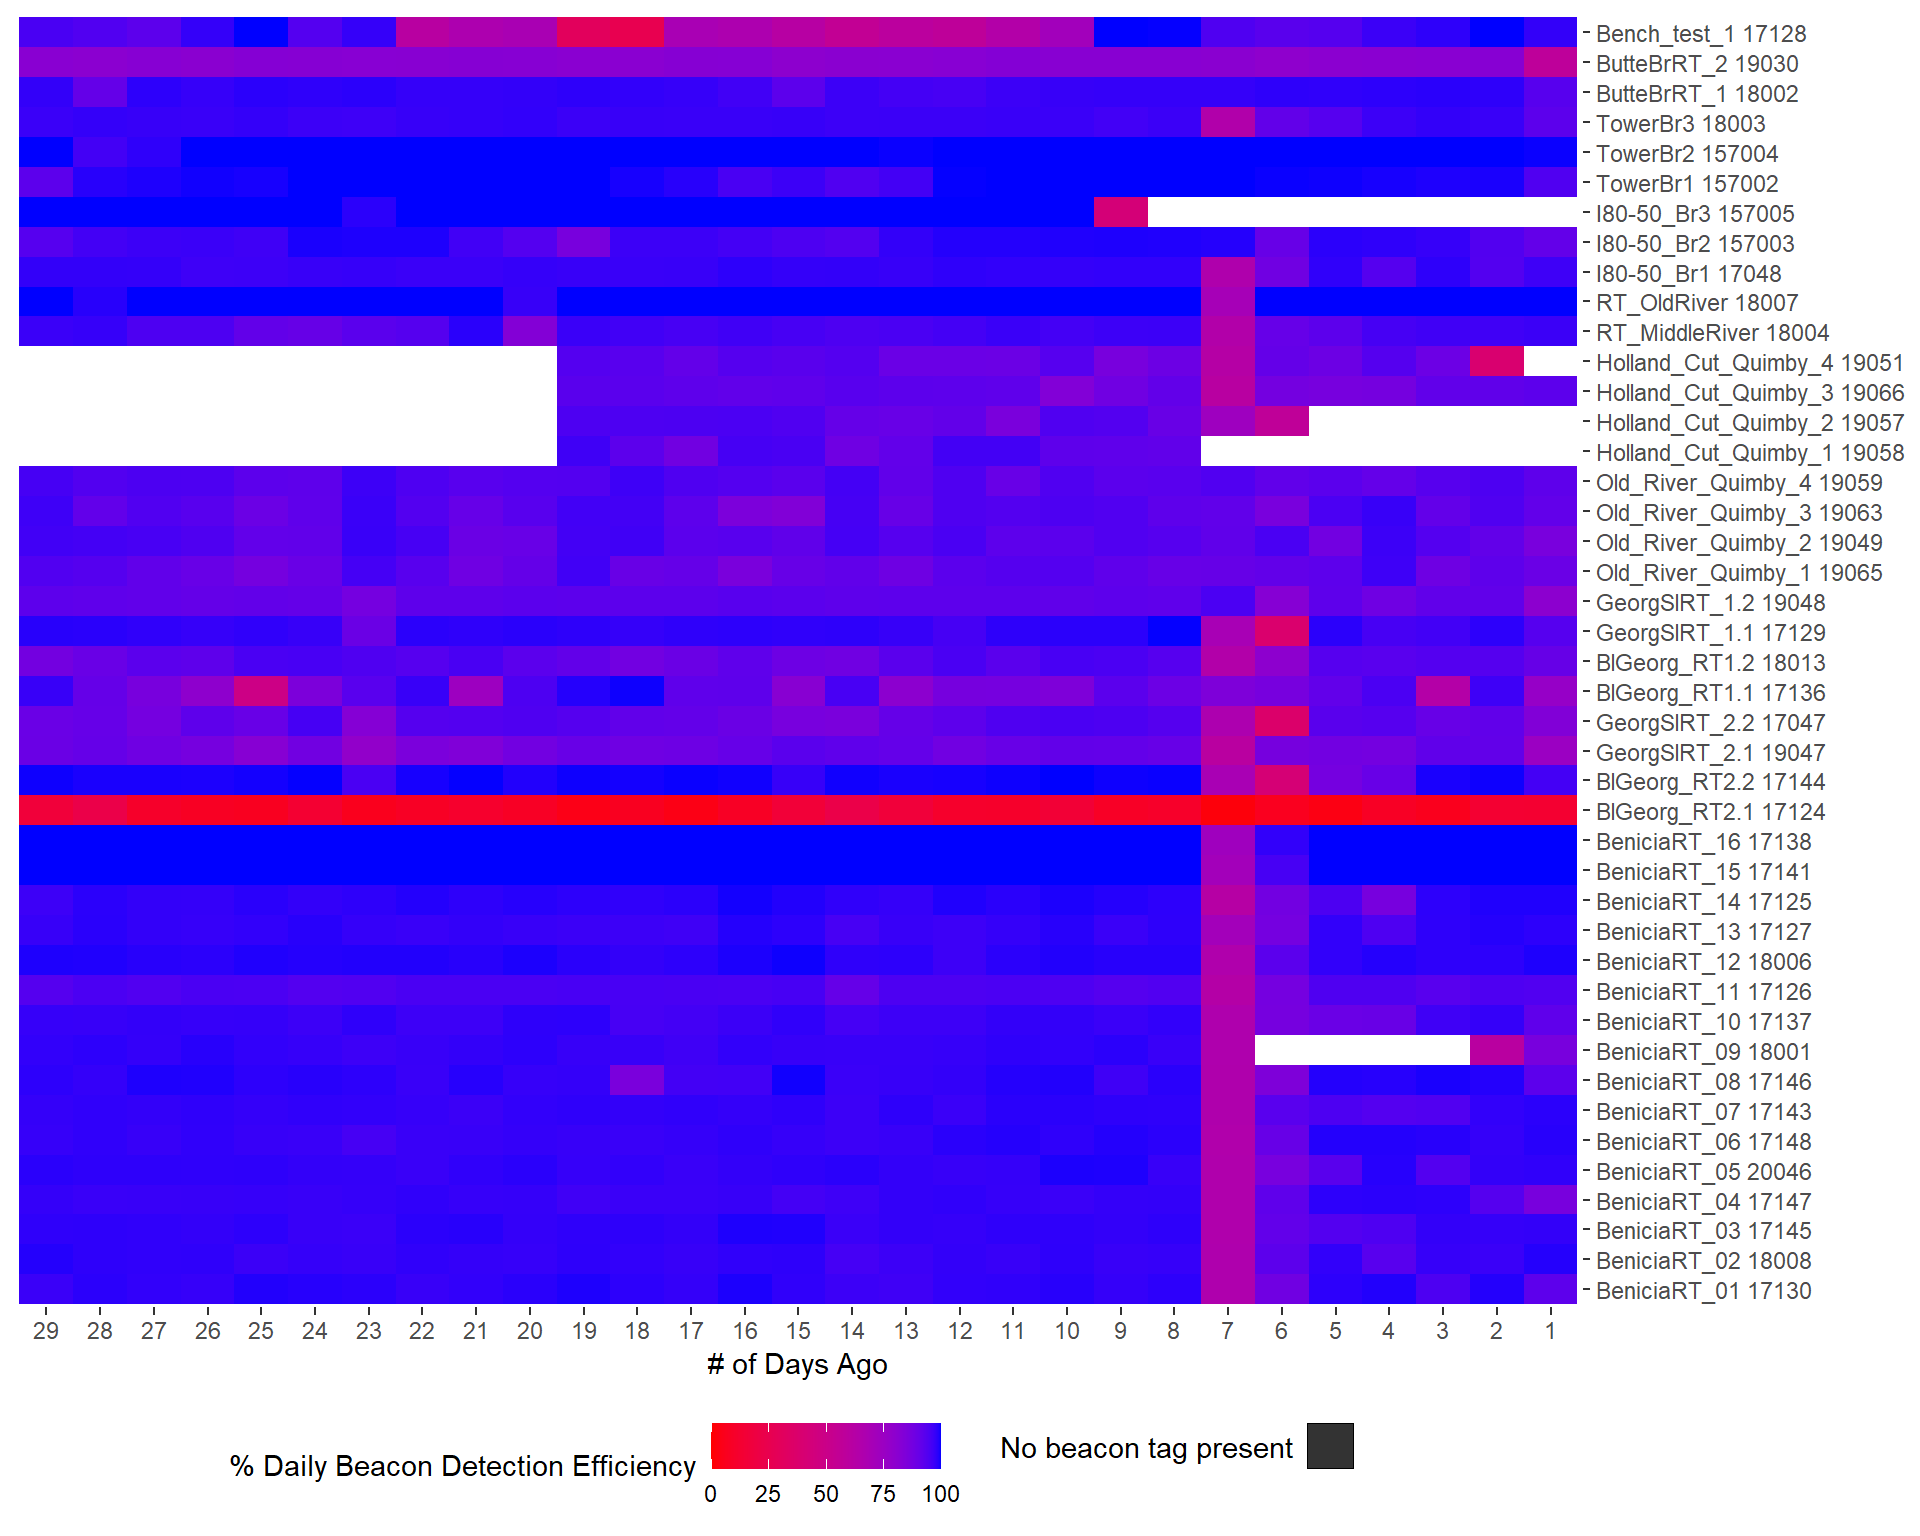 Bench_test_1 17128
ButteBrRT_2 19030
ButteBrRT_1 18002
TowerBr3 18003
TowerBr2 157004
TowerBr1 157002
I80-50_Br3 157005
I80-50_Br2 157003
I80-50_Br1 17048
RT_OldRiver 18007
RT_MiddleRiver 18004
Holland_Cut_Quimby_4 19051
Holland_Cut_Quimby_3 19066
Holland_Cut_Quimby_2 19057
Holland_Cut_Quimby_1 19058
Old_River_Quimby_4 19059
Old_River_Quimby_3 19063
Old_River_Quimby_2 19049
Old_River_Quimby_1 19065
GeorgSlRT_1.2 19048
GeorgSlRT_1.1 17129
BlGeorg_RT1.2 18013
BlGeorg_RT1.1 17136
GeorgSlRT_2.2 17047
GeorgSlRT_2.1 19047
BlGeorg_RT2.2 17144
BlGeorg_RT2.1 17124
BeniciaRT_16 17138
BeniciaRT_15 17141
BeniciaRT_14 17125
BeniciaRT_13 17127
BeniciaRT_12 18006
BeniciaRT_11 17126
BeniciaRT_10 17137
BeniciaRT_09 18001
BeniciaRT_08 17146
BeniciaRT_07 17143
BeniciaRT_06 17148
BeniciaRT_05 20046
BeniciaRT_04 17147
BeniciaRT_03 17145
BeniciaRT_02 18008
BeniciaRT_01 17130
29 28 27 26 25 24 23 22 21 20 19 18 17 16 15 14 13 12 11 10 9 8 7 6 5 4 3 2 1
# of Days Ago
% Daily Beacon Detection Efficiency
0 25 50 75 100
No beacon tag present